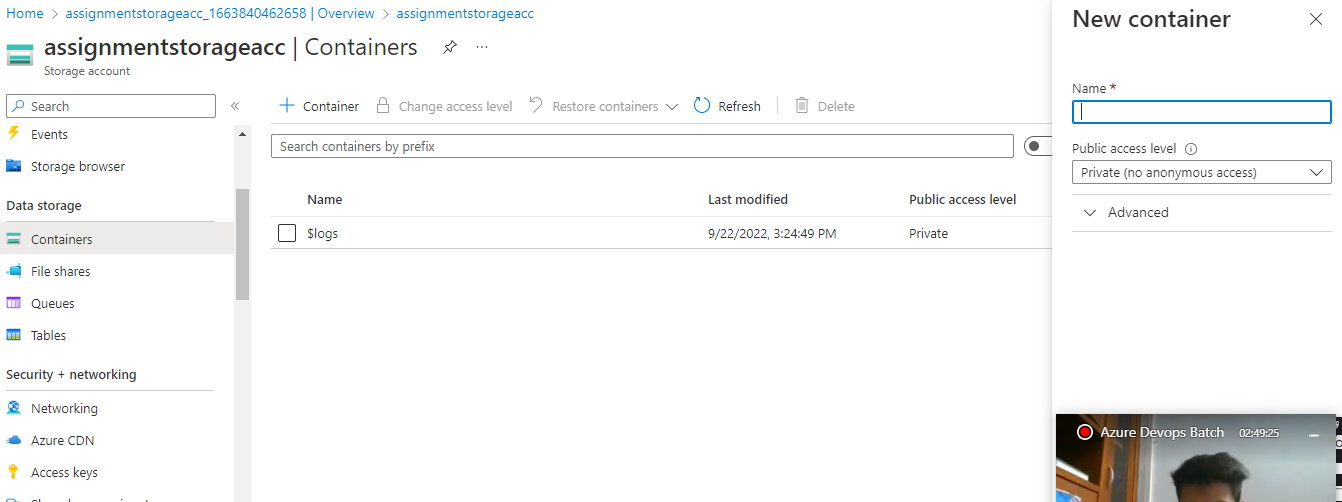 Home > assignmentstorageacc_1663840462658 | Overview > assignmentstorageacc
assignmentstorageacc | Containers
Storage account
Search
Events
Storage browser
Data storage
Containers
File shares
Queues
Tables
Security + networking
Networking
Azure CDN
Access keys
+ Container
Change access level
Restore containers
Refresh
Delete
Search containers by prefix
Name Last modified Public access level
$logs 9/22/2022, 3:24:49 PM Private
New container
Name *
Public access level
Private (no anonymous access)
Advanced
Azure Devops Batch 02:49:25